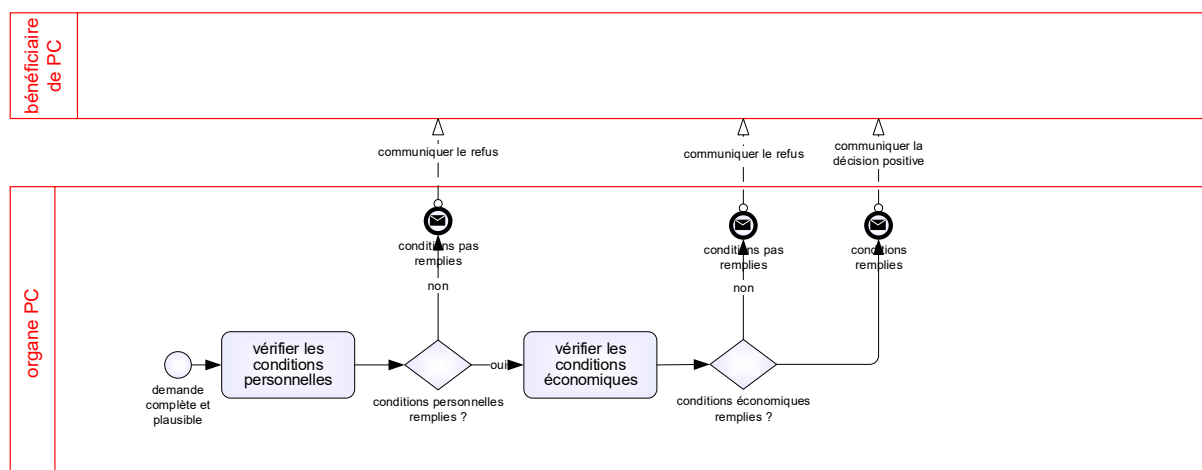 bénéficiaire
de PC
communiquer le refus
communiquer le refus
communiquer la
décision positive
organe PC
conditions pas
remplies
conditions pas
remplies
conditions
remplies
non
non
vérifier les
conditions
personnelles
oui
vérifier les
conditions
économiques
demande
complète et
plausible
conditions personnelles
remplies ?
conditions économiques
remplies ?